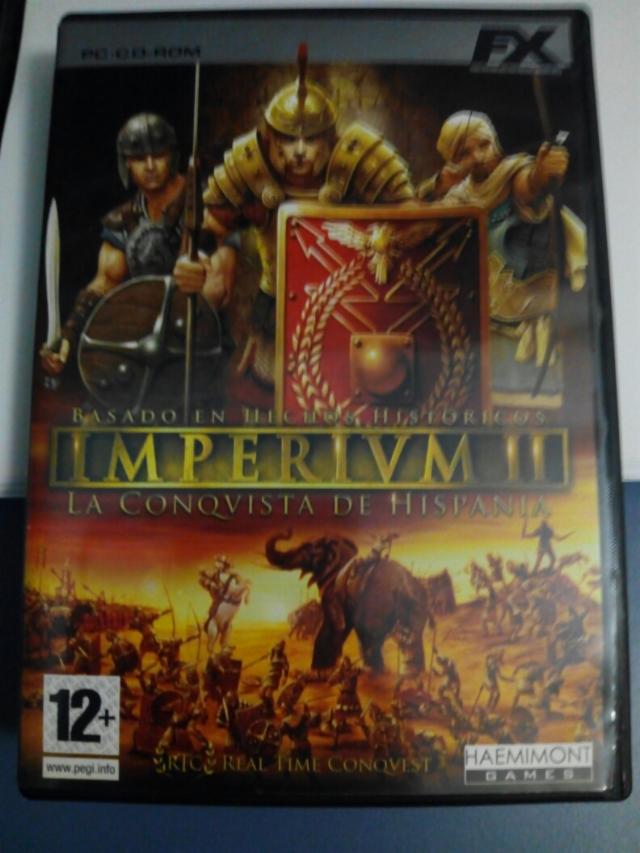 PC-CD-ROM
FX
BASADO EN HECHOS HISTÓRICOS
IMPERIVM II
LA CONQVISTA DE HISPANIA
12+
www.pegi.info
RTC REAL TIME CONQVEST
HAEMIMONT
GAMES